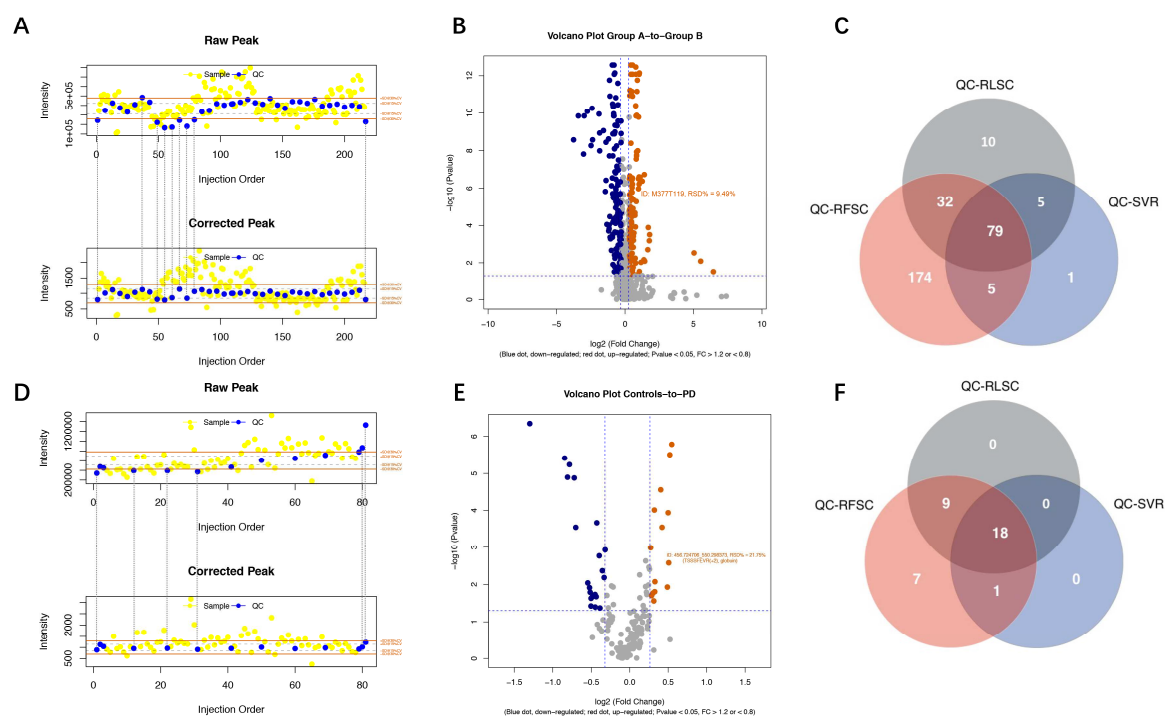 A
Raw Peak
Sample QC
Intensity
1e+05 5e+05
0 50 100 150 200
Injection Order
Corrected Peak
Sample QC
Intensity
500 1500
0 50 100 150 200
Injection Order
B
Volcano Plot Group A−to−Group B
−log10 (Pvalue)
12
10
8
6
4
2
0
ID: M377T119, RSD% = 9.49%
−10 −5 0 5 10
log2 (Fold Change)
(Blue dot, down−regulated; red dot, up−regulated; Pvalue < 0.05, FC > 1.2 or < 0.8)
C
QC-RLSC
10
QC-RFSC
32
5
QC-SVR
79
174
5
1
D
Raw Peak
Sample QC
Intensity
200000 1200000
0 20 40 60 80
Injection Order
Corrected Peak
Sample QC
Intensity
500 2000
0 20 40 60 80
Injection Order
E
Volcano Plot Controls−to−PD
−log10 (Pvalue)
6
5
4
3
2
1
0
−1.5 −1.0 −0.5 0.0 0.5 1.0 1.5
log2 (Fold Change)
(Blue dot, down−regulated; red dot, up−regulated; Pvalue < 0.05, FC > 1.2 or < 0.8)
F
QC-RLSC
0
QC-RFSC
9
0
QC-SVR
18
7
1
0